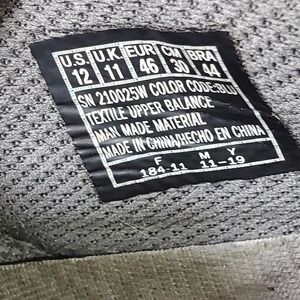 U.S. U.K. EUR CM BRA
12 11 46 30 44
SN 210025W COLOR CODE:BLU
TEXTILE UPPER BALANCE
MAN MADE MATERIAL
MADE IN CHINA/HECHO EN CHINA
F M Y
184-11 11-19